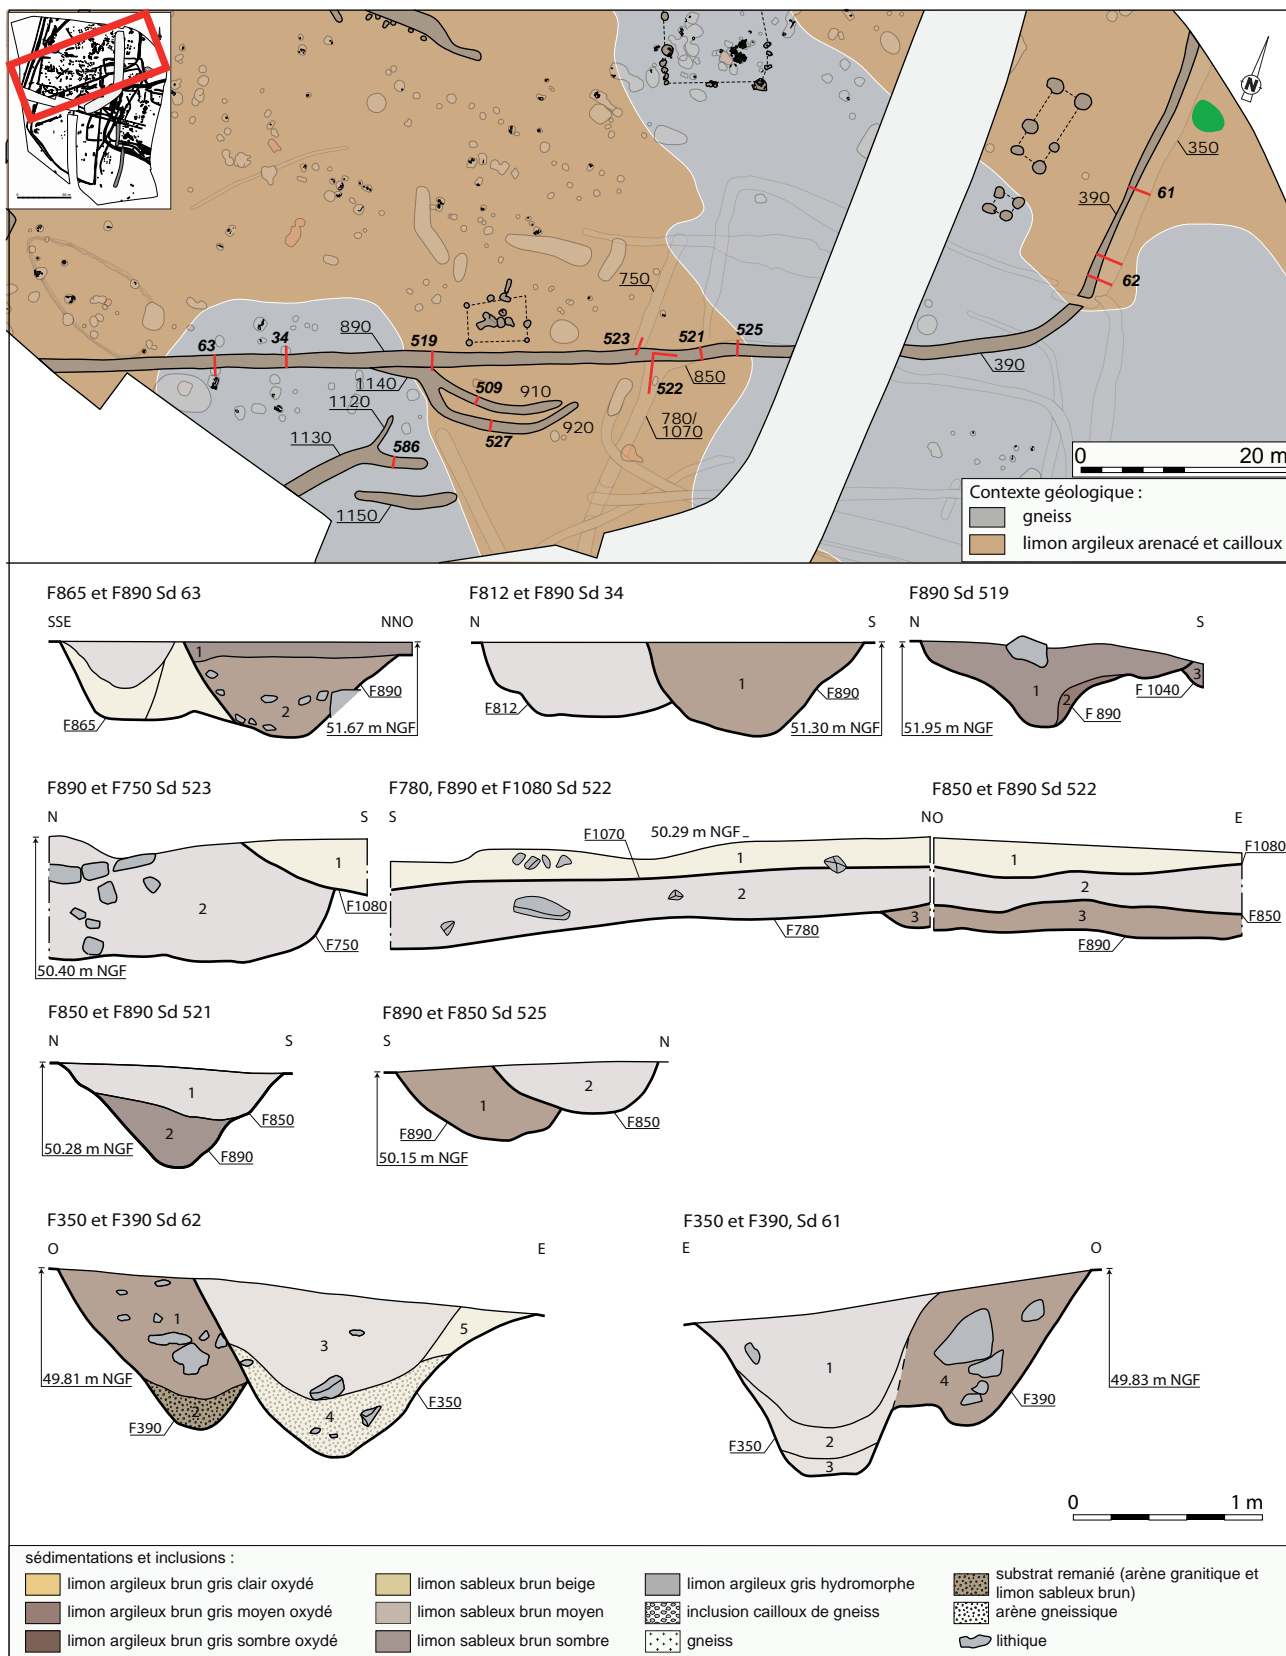 N
350
390
61
62
390
750
890
519
523
521
525
63
34
1140
509
910
850
522
1120
920
780/
1070
1130
527
586
1150
0 20 m
Contexte géologique :
gneiss
limon argileux arenacé et cailloux
F865 et F890 Sd 63
SSE NNO
1
2
F890
F865
51.67 m NGF
F812 et F890 Sd 34
N S
1
F890
F812
51.30 m NGF
F890 Sd 519
N S
1
2
3
F 1040
F 890
51.95 m NGF
F890 et F750 Sd 523
N S
1
2
F1080
F750
50.40 m NGF
F780, F890 et F1080 Sd 522
S N
F1070
50.29 m NGF
1
2
3
F780
F850 et F890 Sd 522
O E
1
F1080
2
3
F850
F890
F850 et F890 Sd 521
N S
1
2
F850
F890
50.28 m NGF
F890 et F850 Sd 525
S N
1
2
F890
F850
50.15 m NGF
F350 et F390 Sd 62
O E
1
2
3
4
5
F390
F350
49.81 m NGF
F350 et F390, Sd 61
E O
1
2
3
4
F350
F390
49.83 m NGF
0 1 m
sédimentations et inclusions :
limon argileux brun gris clair oxydé
limon argileux brun gris moyen oxydé
limon argileux brun gris sombre oxydé
limon sableux brun beige
limon sableux brun moyen
limon sableux brun sombre
limon argileux gris hydromorphe
inclusion cailloux de gneiss
gneiss
substrat remanié (arène granitique et
limon sableux brun)
arène gneissique
lithique